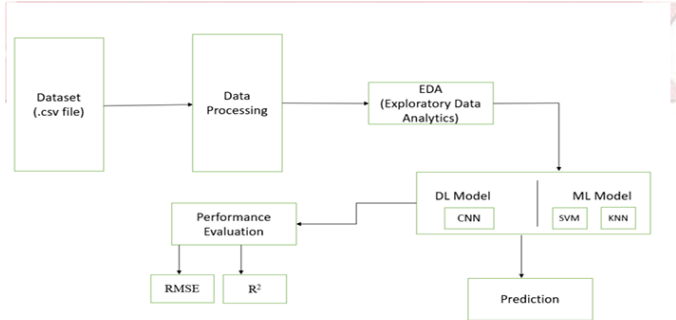 Dataset
(.csv file)
Data
Processing
EDA
(Exploratory Data
Analytics)
DL Model
CNN
ML Model
SVM
KNN
Performance
Evaluation
RMSE
R²
Prediction